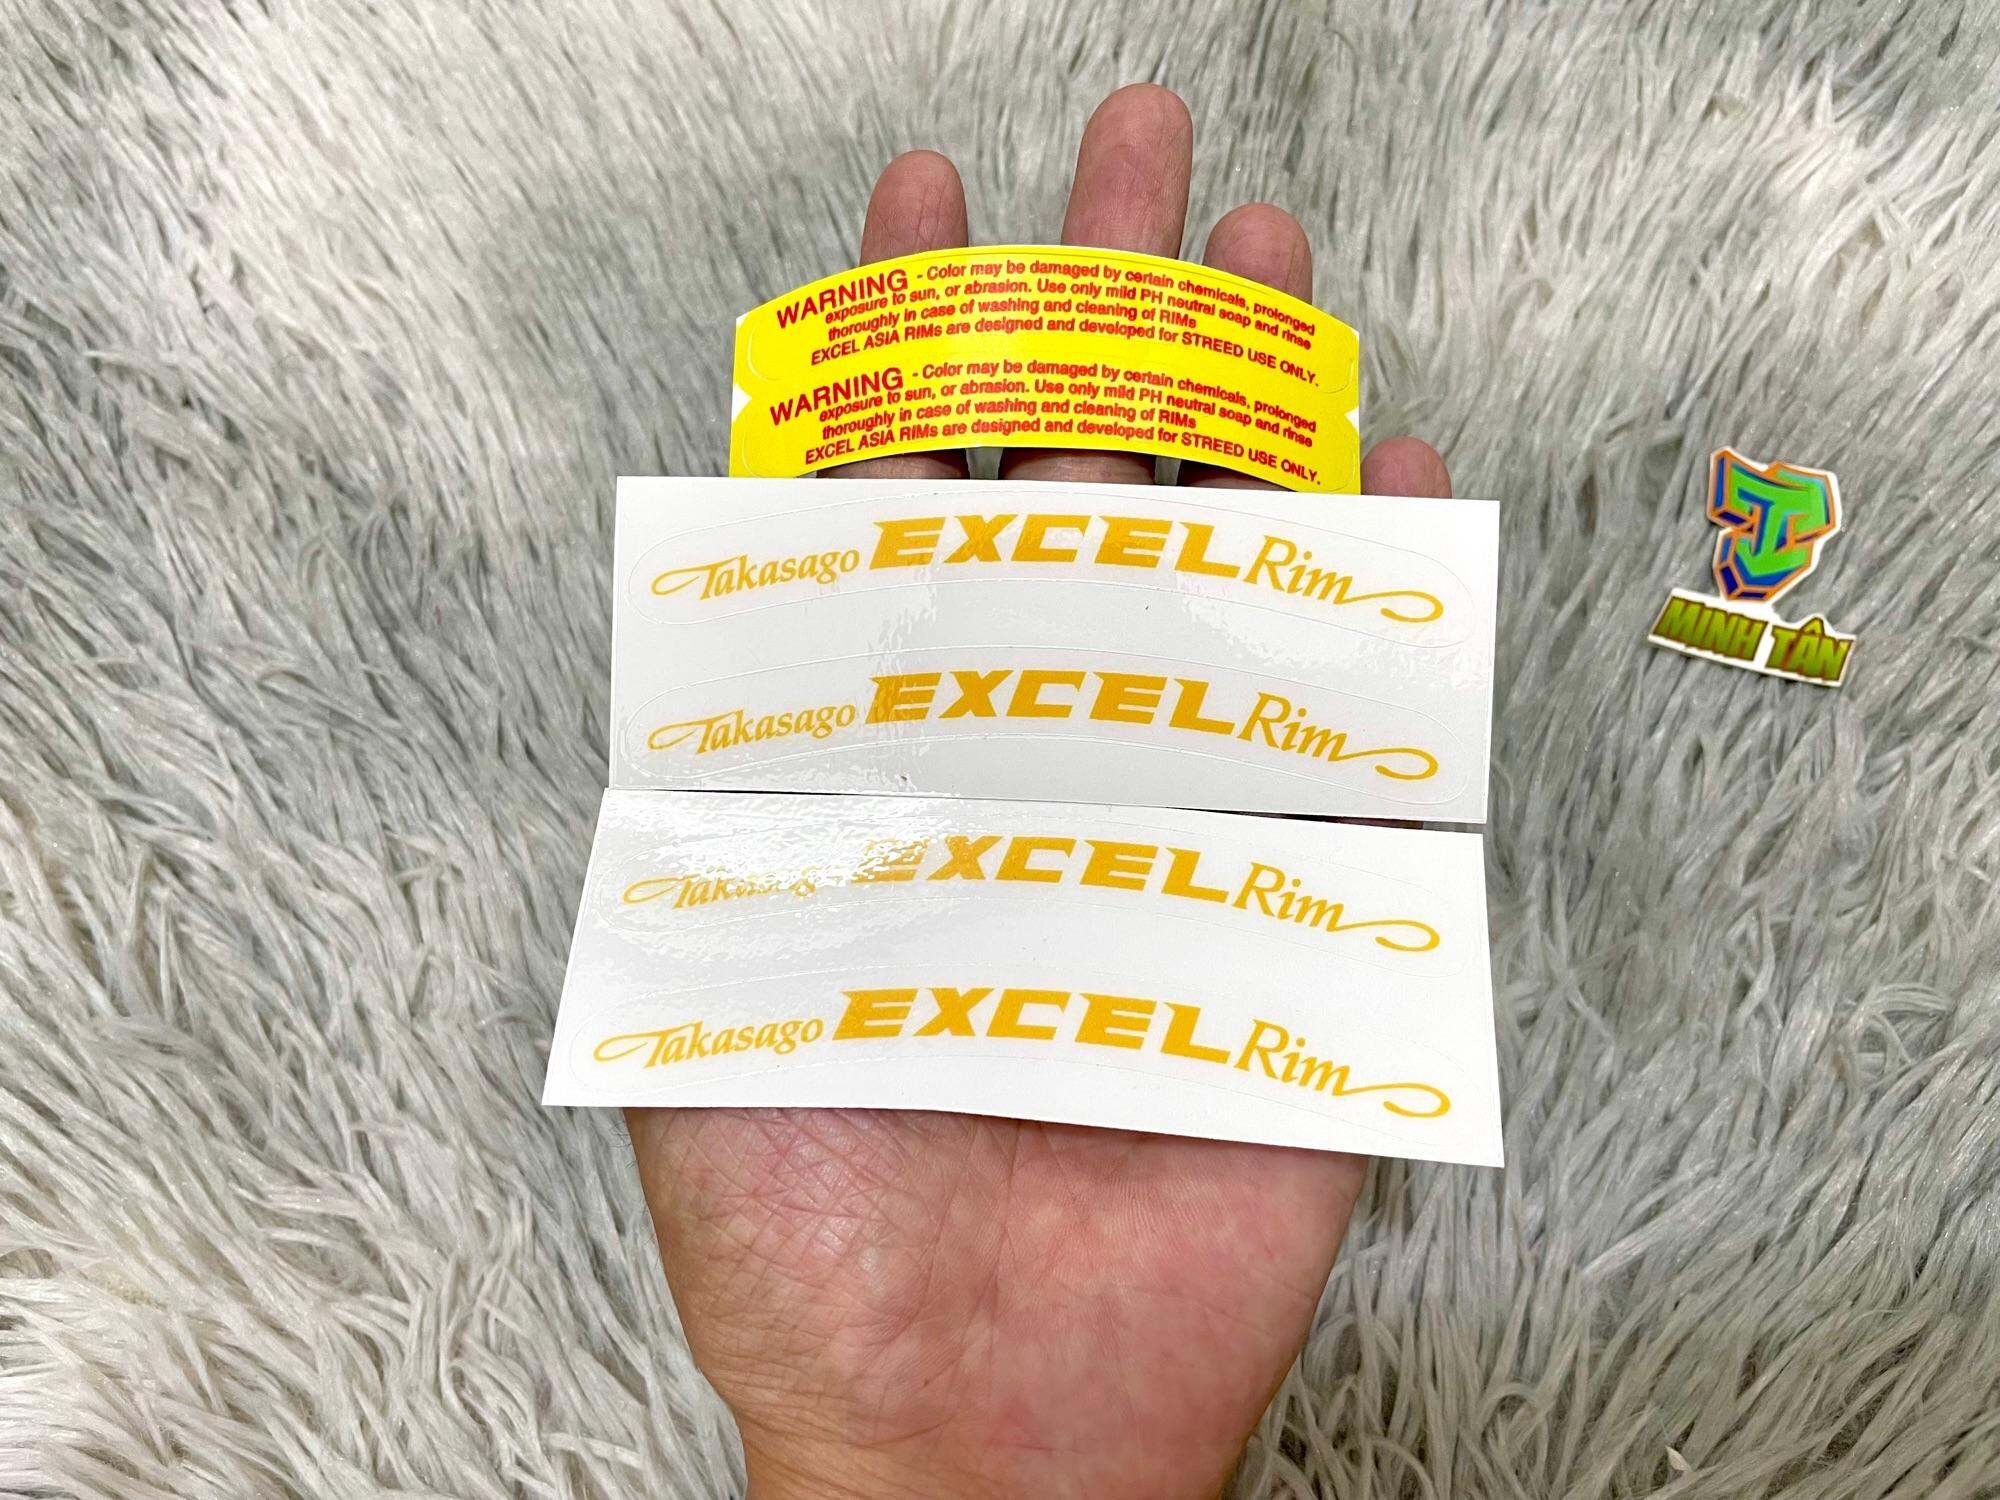 WARNING - Color may be damaged by certain chemicals, prolonged
exposure to sun, or abrasion. Use only mild PH neutral soap and rinse
thoroughly in case of washing and cleaning of RIMs
EXCEL ASIA RIMs are designed and developed for STREED USE ONLY.
WARNING - Color may be damaged by certain chemicals, prolonged
exposure to sun, or abrasion. Use only mild PH neutral soap and rinse
thoroughly in case of washing and cleaning of RIMs
EXCEL ASIA RIMs are designed and developed for STREED USE ONLY.
Takasago EXCEL Rim
Takasago EXCEL Rim
Takasago EXCEL Rim
Takasago EXCEL Rim
MINH TÂN